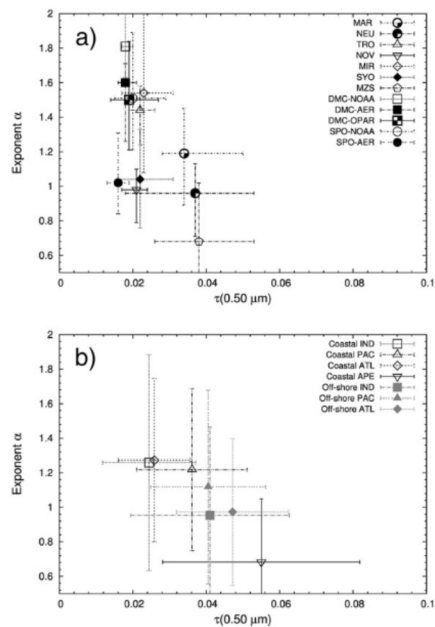 a)
MAR
NEU
TRO
NOV
MIR
SYO
MZS
DMC-NOAA
DMC-AER
DMC-OPAR
SPO-NOAA
SPO-AER
2
1.8
1.6
1.4
1.2
1
0.8
0.6
Exponent α
0 0.02 0.04 0.06 0.08 0.1
τ(0.50 μm)
b)
Coastal IND
Coastal PAC
Coastal ATL
Coastal APE
Off-shore IND
Off-shore PAC
Off-shore ATL
2
1.8
1.6
1.4
1.2
1
0.8
0.6
Exponent α
0 0.02 0.04 0.06 0.08 0.1
τ(0.50 μm)